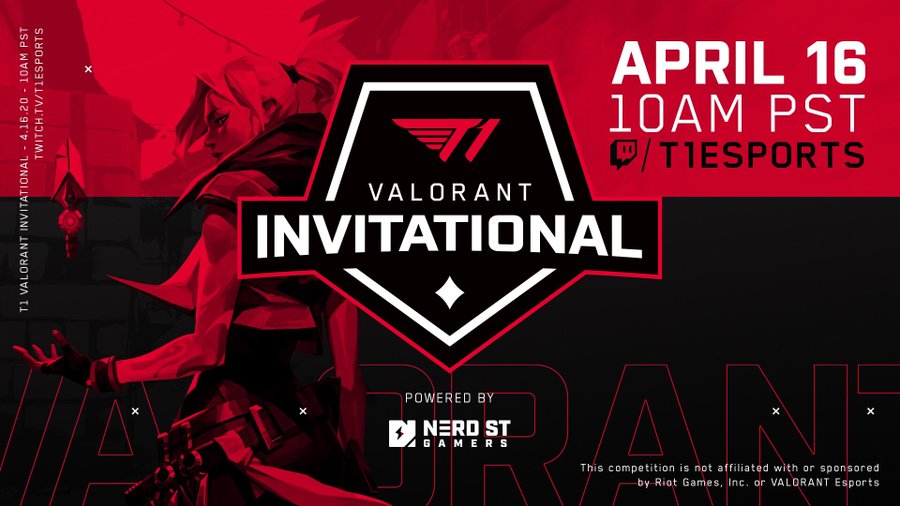 T1 VALORANT INVITATIONAL - 4.16.20 - 10AM PST
TWITCH.TV/T1ESPORTS
APRIL 16
10AM PST
/T1ESPORTS
T1
VALORANT
INVITATIONAL
POWERED BY
NERD ST
GAMERS
VALORANT
This competition is not affiliated with or sponsored
by Riot Games, Inc. or VALORANT Esports